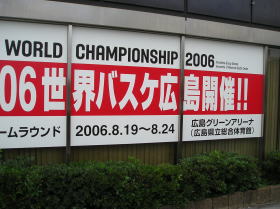 WORLD CHAMPIONSHIP 2006
06世界バスケ広島開催!!
ームラウンド
2006.8.19〜8.24
広島グリーンアリーナ
(広島県立総合体育館)